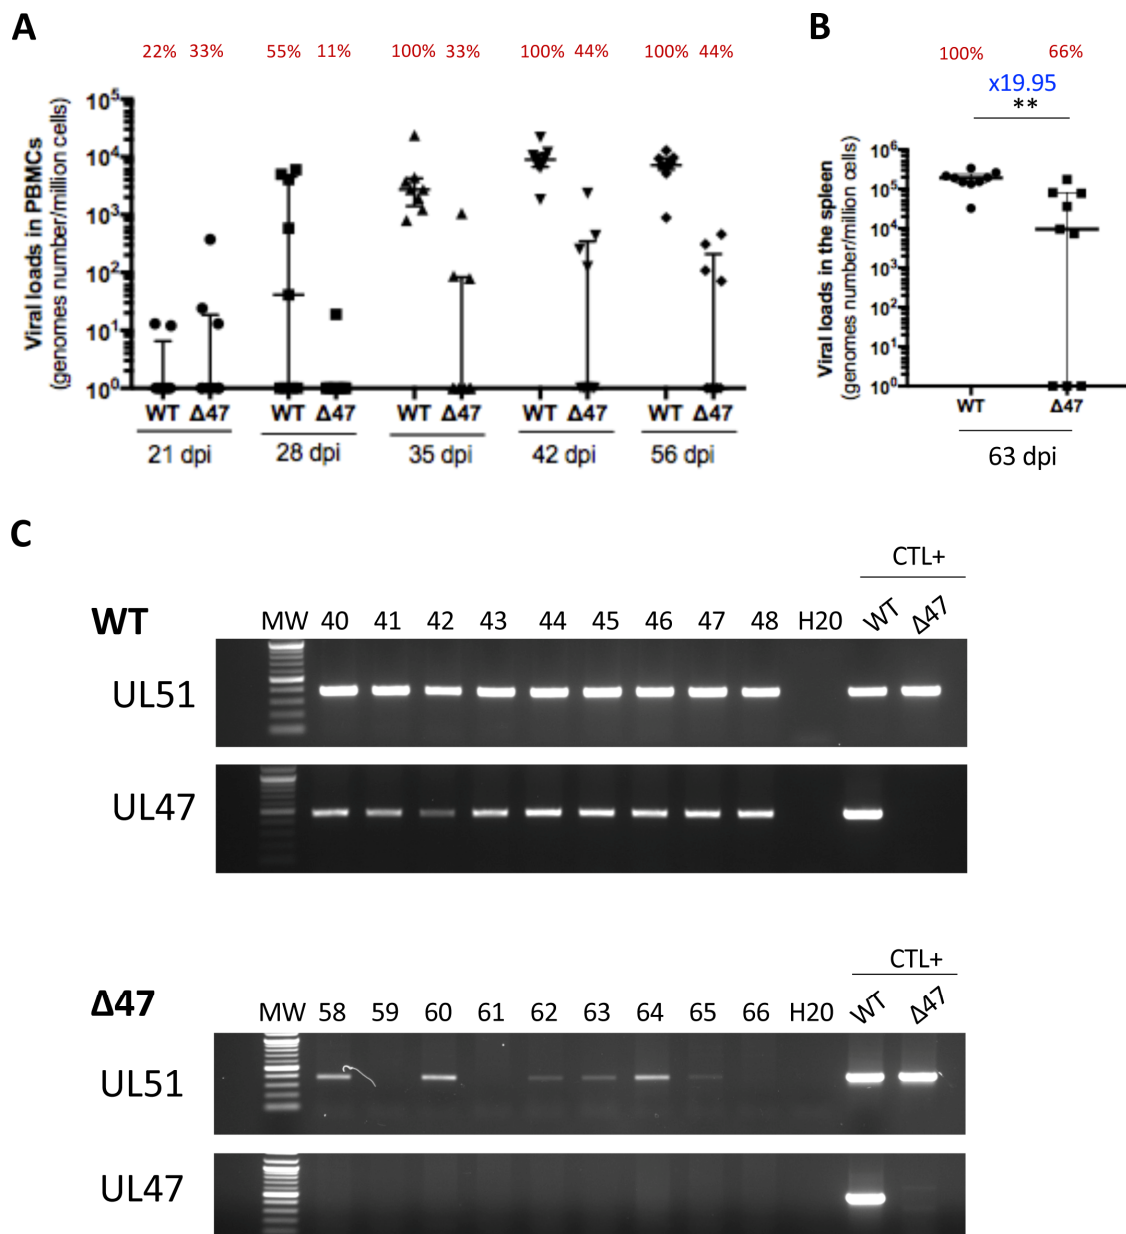 A
22% 33% 55% 11% 100% 33% 100% 44% 100% 44%
Viral loads in PBMCs
(genomes number/million cells)
10⁵
10⁴
10³
10²
10¹
10⁰
WT Δ47 WT Δ47 WT Δ47 WT Δ47 WT Δ47
21 dpi 28 dpi 35 dpi 42 dpi 56 dpi
B
100% 66%
x19.95
**
Viral loads in the spleen
(genomes number/million cells)
10⁶
10⁵
10⁴
10³
10²
10¹
10⁰
WT Δ47
63 dpi
C
CTL+
WT MW 40 41 42 43 44 45 46 47 48 H20 WT Δ47
UL51
UL47
CTL+
Δ47 MW 58 59 60 61 62 63 64 65 66 H20 WT Δ47
UL51
UL47